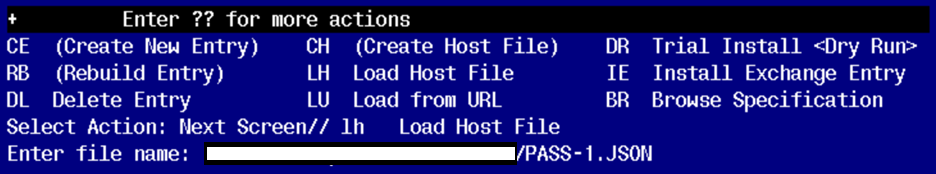 + Enter ?? for more actions
CE (Create New Entry) CH (Create Host File) DR Trial Install <Dry Run>
RB (Rebuild Entry) LH Load Host File IE Install Exchange Entry
DL Delete Entry LU Load from URL BR Browse Specification
Select Action: Next Screen// lh Load Host File
Enter file name: /PASS-1.JSON